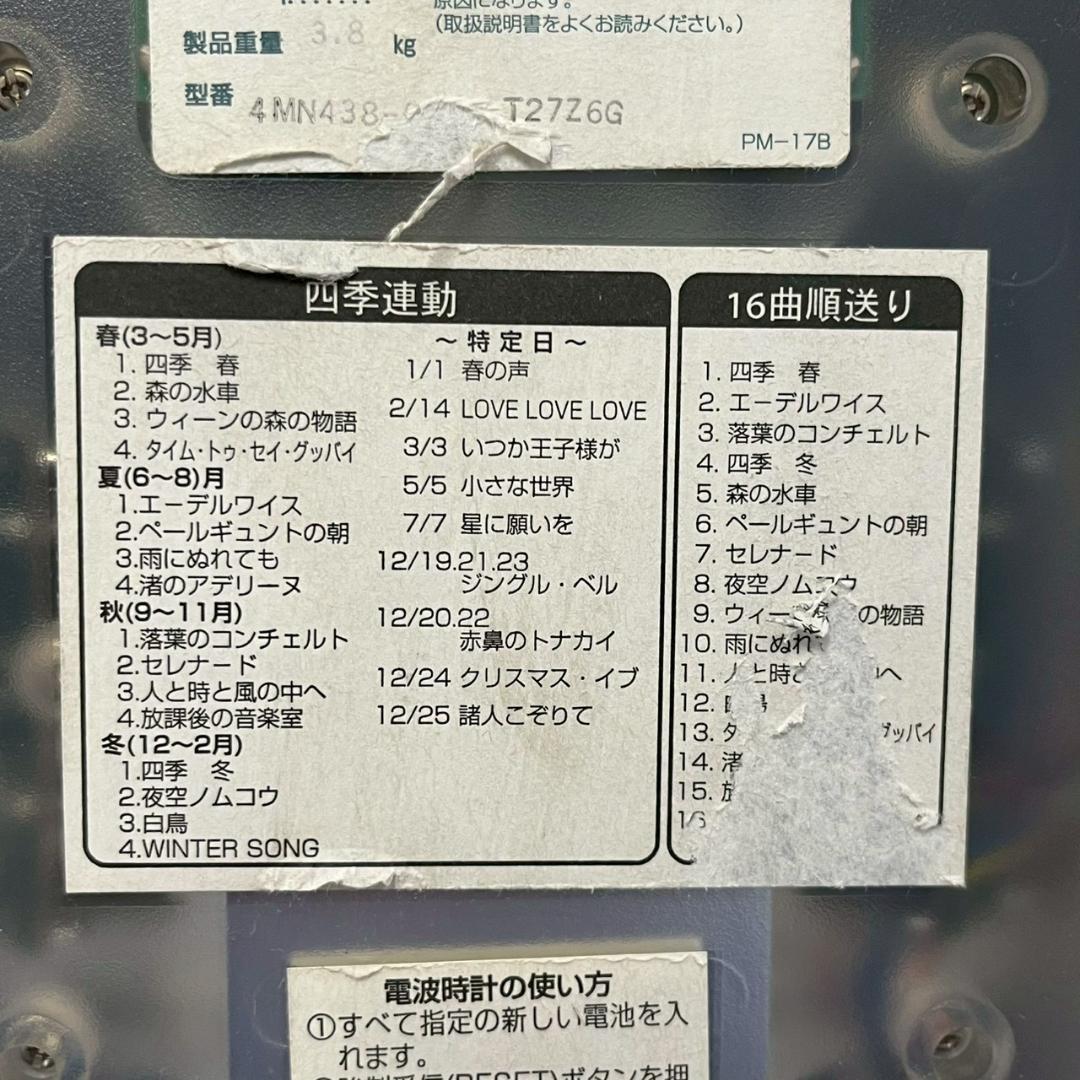 原因になります。
(取扱説明書をよくお読みください。)
製品重量 3.8 kg
型番 4MN438- T27Z6G
PM-17B
四季連動
春(3～5月)
1. 四季 春
2. 森の水車
3. ウィーンの森の物語
4. タイム・トゥ・セイ・グッバイ
夏(6～8)月
1.エーデルワイス
2.ペールギュントの朝
3.雨にぬれても
4.渚のアデリーヌ
秋(9～11月)
1.落葉のコンチェルト
2.セレナード
3.人と時と風の中へ
4.放課後の音楽室
冬(12～2月)
1.四季 冬
2.夜空ノムコウ
3.白鳥
4.WINTER SONG
～特定日～
1/1 春の声
2/14 LOVE LOVE LOVE
3/3 いつか王子様が
5/5 小さな世界
7/7 星に願いを
12/19.21.23
ジングル・ベル
12/20.22
赤鼻のトナカイ
12/24 クリスマス・イブ
12/25 諸人こぞりて
16曲順送り
1. 四季 春
2. エーデルワイス
3. 落葉のコンチェルト
4. 四季 冬
5. 森の水車
6. ペールギュントの朝
7. セレナード
8. 夜空ノムコウ
9. ウィー の物語
10. 雨にぬれ
11. 人と時 へ
12.
13. タ グッバイ
14. 渚
15. 放
16
電波時計の使い方
①すべて指定の新しい電池を入
れます。
②強制受信(RESET)ボタンを押